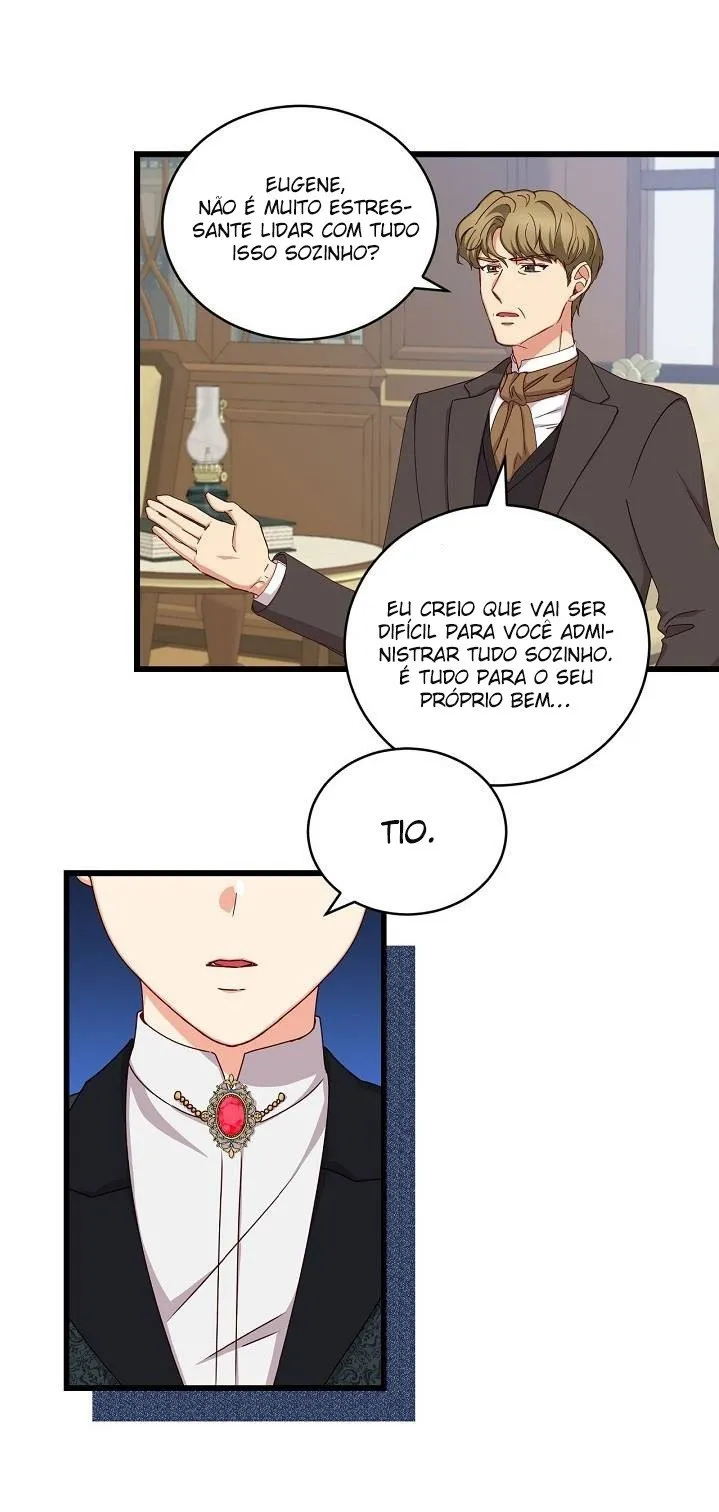 EUGENE,
NÃO É MUITO ESTRES-
SANTE LIDAR COM TUDO
ISSO SOZINHO?
EU CREIO QUE VAI SER
DIFÍCIL PARA VOCÊ ADMI-
NISTRAR TUDO SOZINHO.
É TUDO PARA O SEU
PRÓPRIO BEM...
TIO.